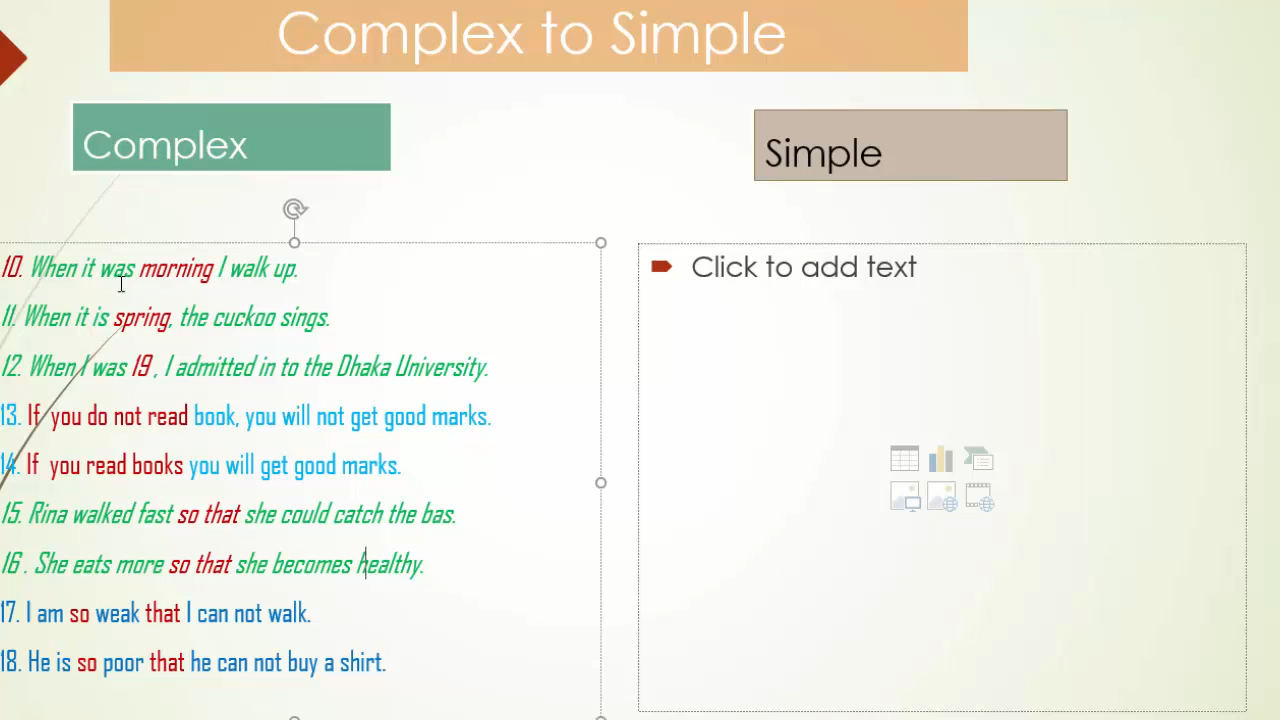 Complex to Simple
Complex
Simple
10. When it was morning I walk up.
11. When it is spring, the cuckoo sings.
12. When I was 19 , I admitted in to the Dhaka University.
13. If you do not read book, you will not get good marks.
14. If you read books you will get good marks.
15. Rina walked fast so that she could catch the bas.
16 . She eats more so that she becomes healthy.
17. I am so weak that I can not walk.
18. He is so poor that he can not buy a shirt.
Click to add text